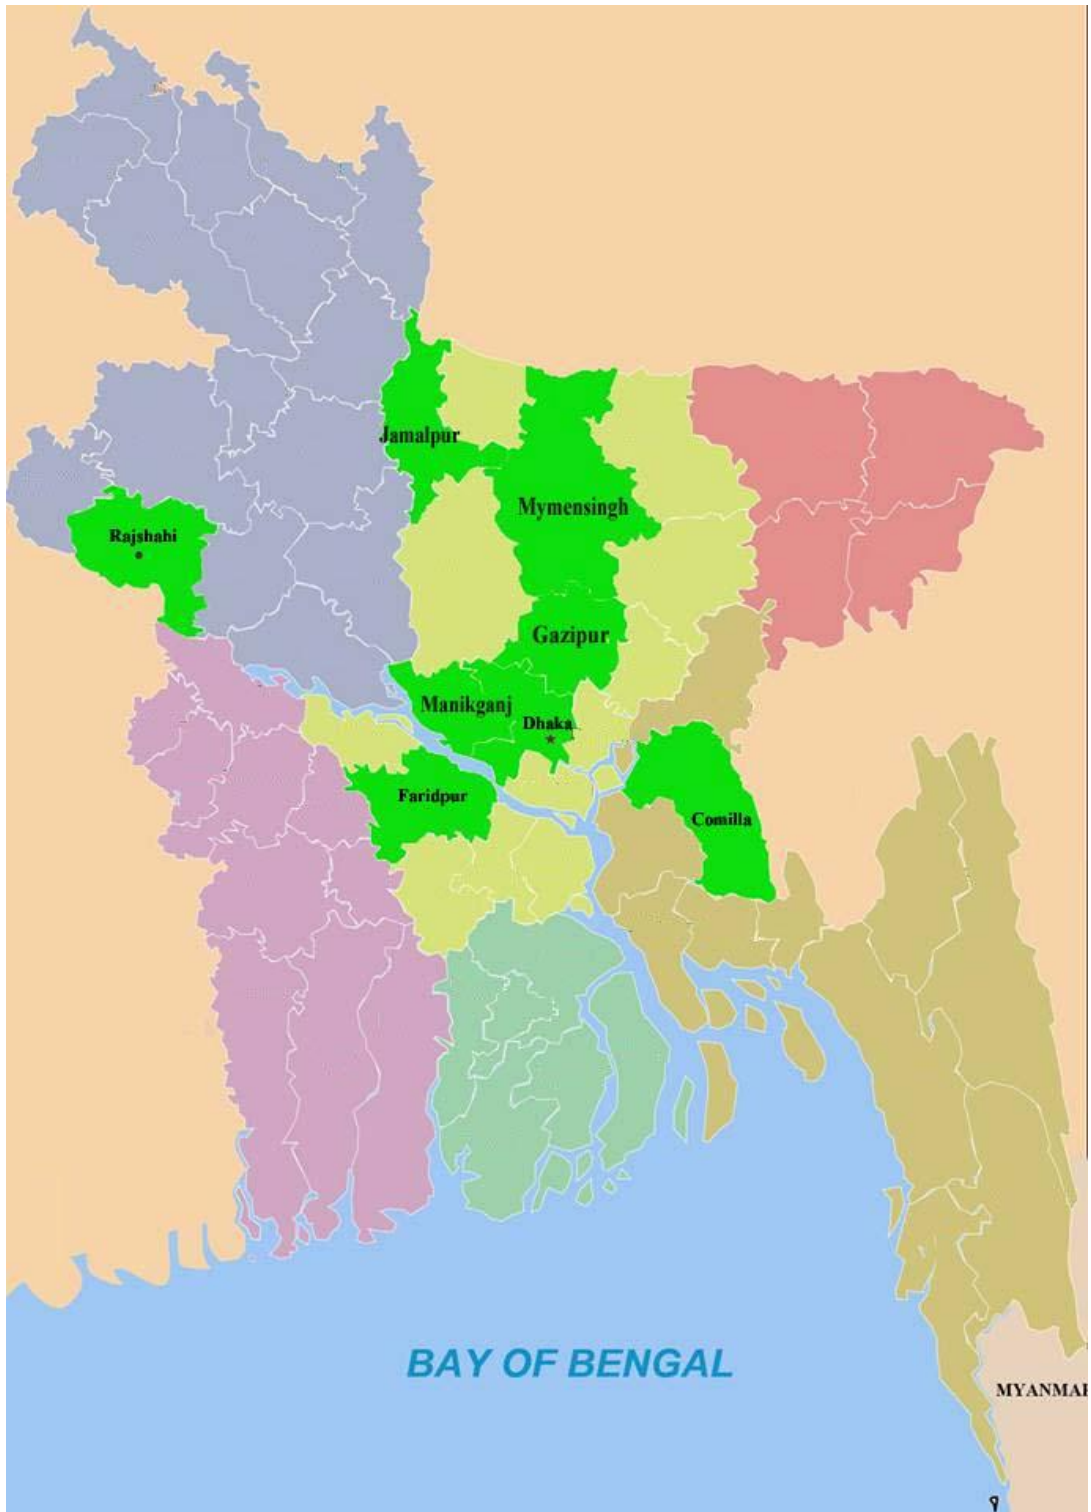 Jamalpur
Mymensingh
Rajshahi
Gazipur
Manikganj
Dhaka
Faridpur
Comilla
BAY OF BENGAL
MYANMAR